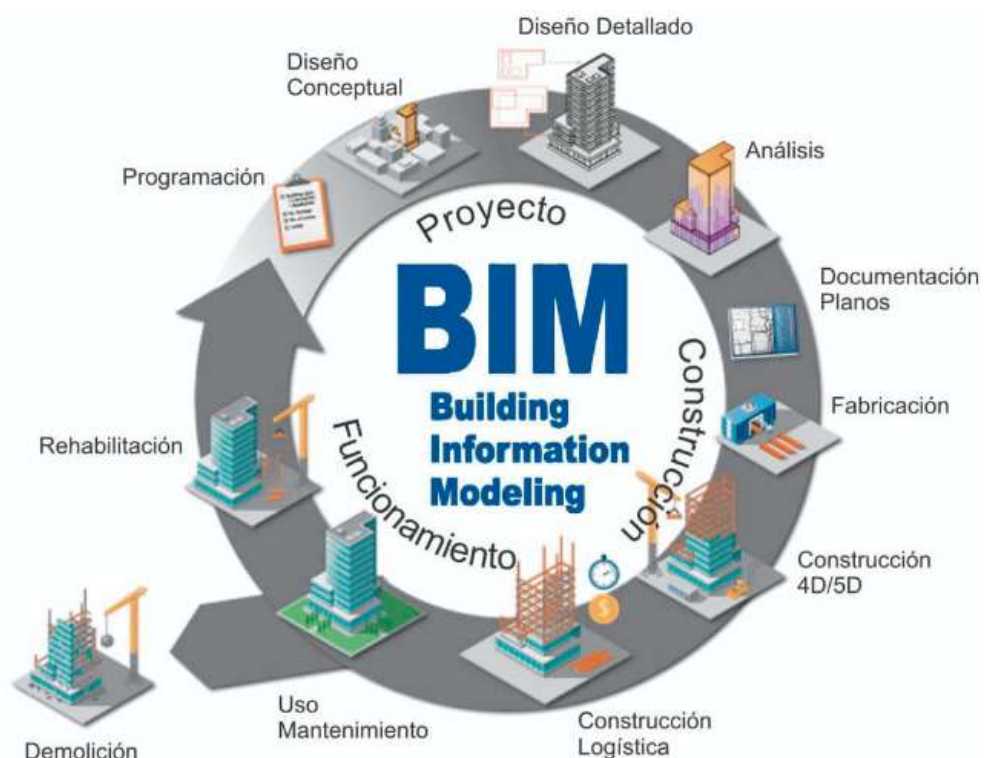 Diseño Detallado
Diseño
Conceptual
Programación
Análisis
Proyecto
BIM
Building
Information
Modeling
Construcción
Funcionamiento
Documentación
Planos
Fabricación
Construcción
4D/5D
Construcción
Logística
Uso
Mantenimiento
Demolición
Rehabilitación
$